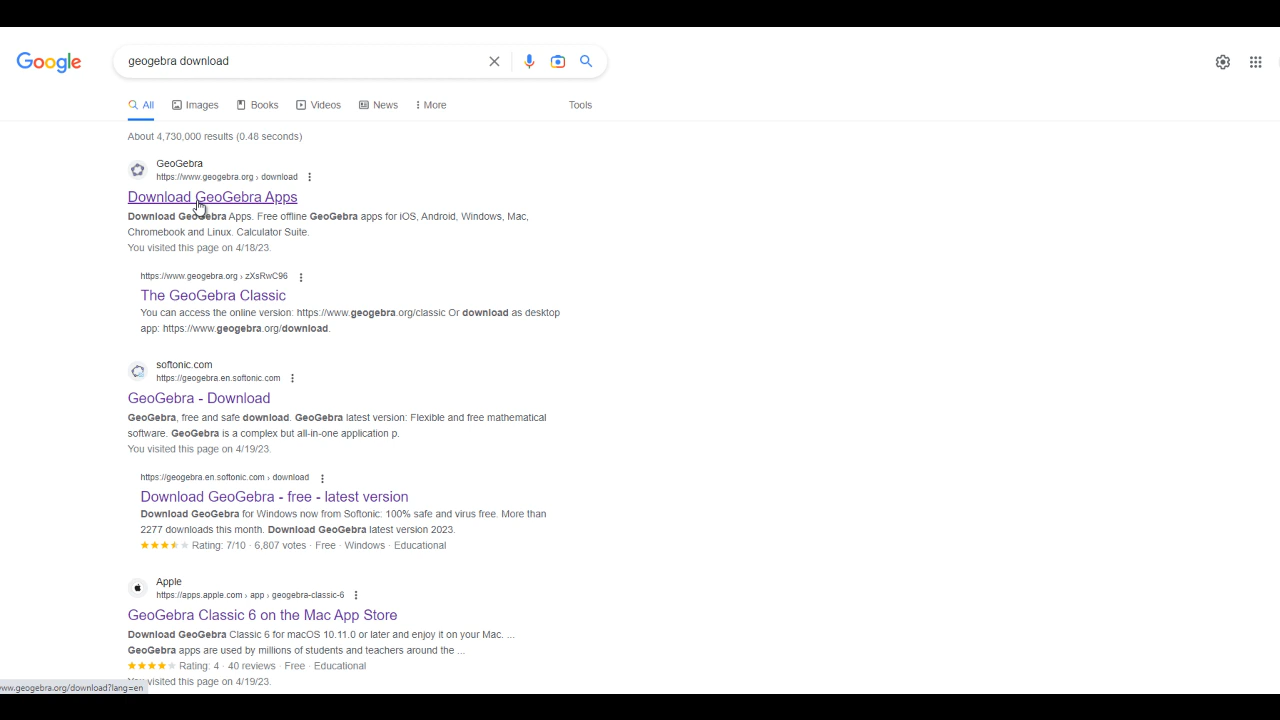 Google
geogebra download
All Images Books Videos News More Tools
About 4,730,000 results (0.48 seconds)
GeoGebra
https://www.geogebra.org › download
Download GeoGebra Apps
Download GeoGebra Apps. Free offline GeoGebra apps for iOS, Android, Windows, Mac,
Chromebook and Linux. Calculator Suite.
You visited this page on 4/18/23.
https://www.geogebra.org › zXsRwC96
The GeoGebra Classic
You can access the online version: https://www.geogebra.org/classic Or download as desktop
app: https://www.geogebra.org/download.
softonic.com
https://geogebra.en.softonic.com
GeoGebra - Download
GeoGebra, free and safe download. GeoGebra latest version: Flexible and free mathematical
software. GeoGebra is a complex but all-in-one application p.
You visited this page on 4/19/23.
https://geogebra.en.softonic.com › download
Download GeoGebra - free - latest version
Download GeoGebra for Windows now from Softonic: 100% safe and virus free. More than
2277 downloads this month. Download GeoGebra latest version 2023.
Rating: 7/10 · 6,807 votes · Free · Windows · Educational
Apple
https://apps.apple.com › app › geogebra-classic-6
GeoGebra Classic 6 on the Mac App Store
Download GeoGebra Classic 6 for macOS 10.11.0 or later and enjoy it on your Mac. ...
GeoGebra apps are used by millions of students and teachers around the ...
Rating: 4 · 40 reviews · Free · Educational
visited this page on 4/19/23.
ww.geogebra.org/download?lang=en